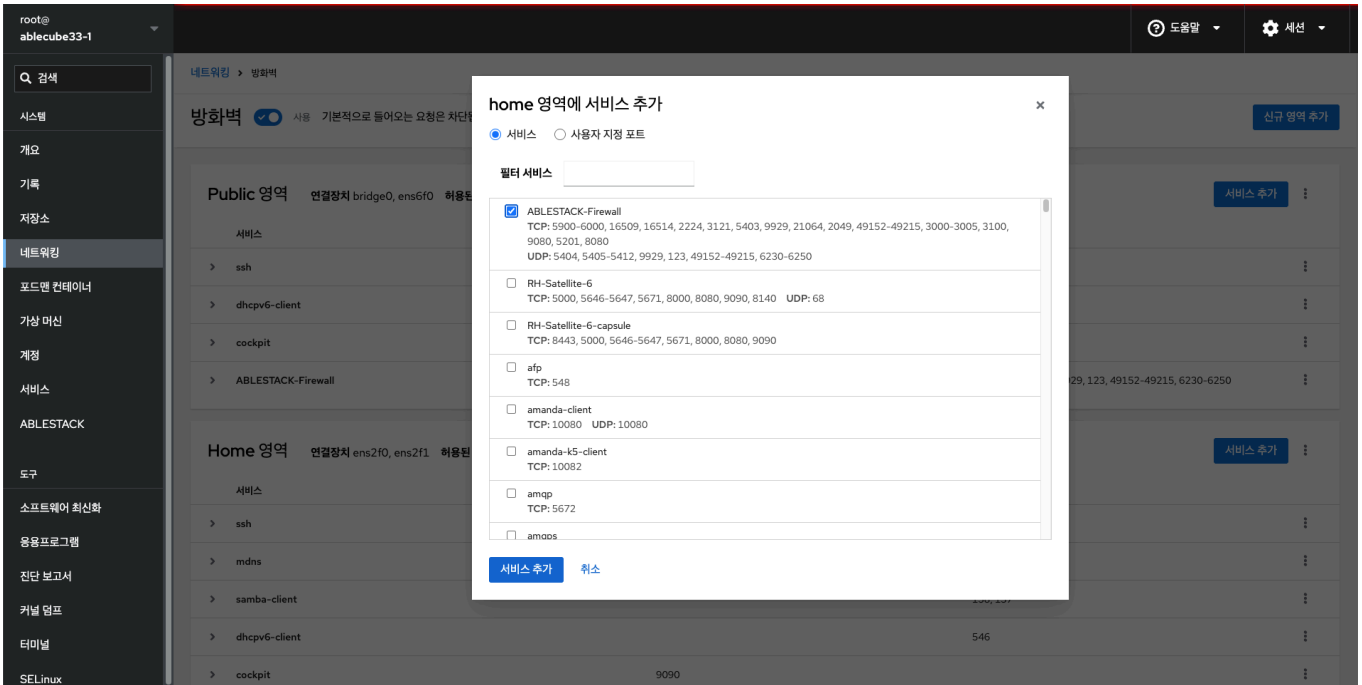 root@
ablecube33-1
도움말
세션
검색
네트워킹 > 방화벽
시스템
방화벽 사용 기본적으로 들어오는 요청은 차단
신규 영역 추가
개요
기록
저장소
네트워킹
포드맨 컨테이너
가상 머신
계정
서비스
ABLESTACK
도구
소프트웨어 최신화
응용프로그램
진단 보고서
커널 덤프
터미널
SELinux
Public 영역 연결장치 bridge0, ens6f0 허용된
서비스 추가
서비스
ssh
dhcpv6-client
cockpit
ABLESTACK-Firewall
29, 123, 49152-49215, 6230-6250
Home 영역 연결장치 ens2f0, ens2f1 허용된
서비스 추가
서비스
ssh
mdns
samba-client
138, 137
dhcpv6-client 546
cockpit 9090
home 영역에 서비스 추가 ×
서비스 사용자 지정 포트
필터 서비스
ABLESTACK-Firewall
TCP: 5900-6000, 16509, 16514, 2224, 3121, 5403, 9929, 21064, 2049, 49152-49215, 3000-3005, 3100,
9080, 5201, 8080
UDP: 5404, 5405-5412, 9929, 123, 49152-49215, 6230-6250
RH-Satellite-6
TCP: 5000, 5646-5647, 5671, 8000, 8080, 9090, 8140 UDP: 68
RH-Satellite-6-capsule
TCP: 8443, 5000, 5646-5647, 5671, 8000, 8080, 9090
afp
TCP: 548
amanda-client
TCP: 10080 UDP: 10080
amanda-k5-client
TCP: 10082
amqp
TCP: 5672
amqps
서비스 추가 취소